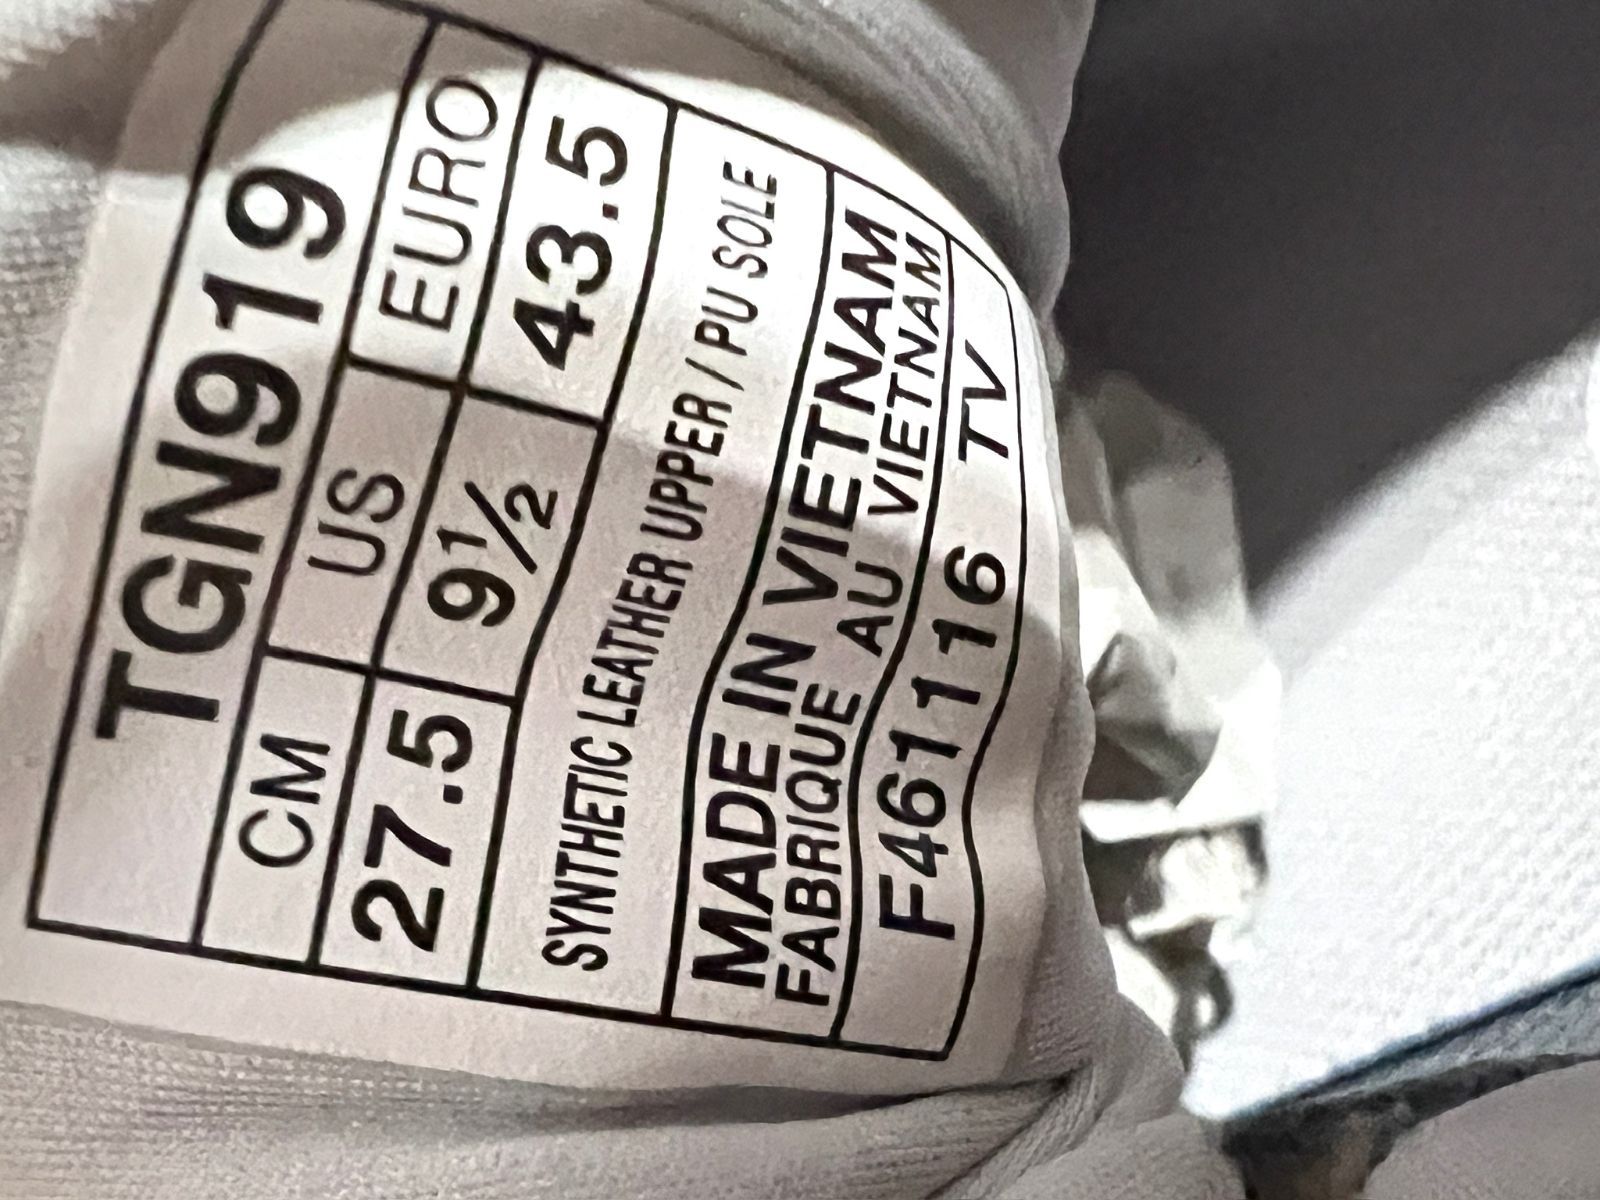 TGN919
CM US EURO
27.5 9½ 43.5
SYNTHETIC LEATHER UPPER / PU SOLE
MADE IN VIETNAM
FABRIQUE AU VIETNAM
F461116 TV